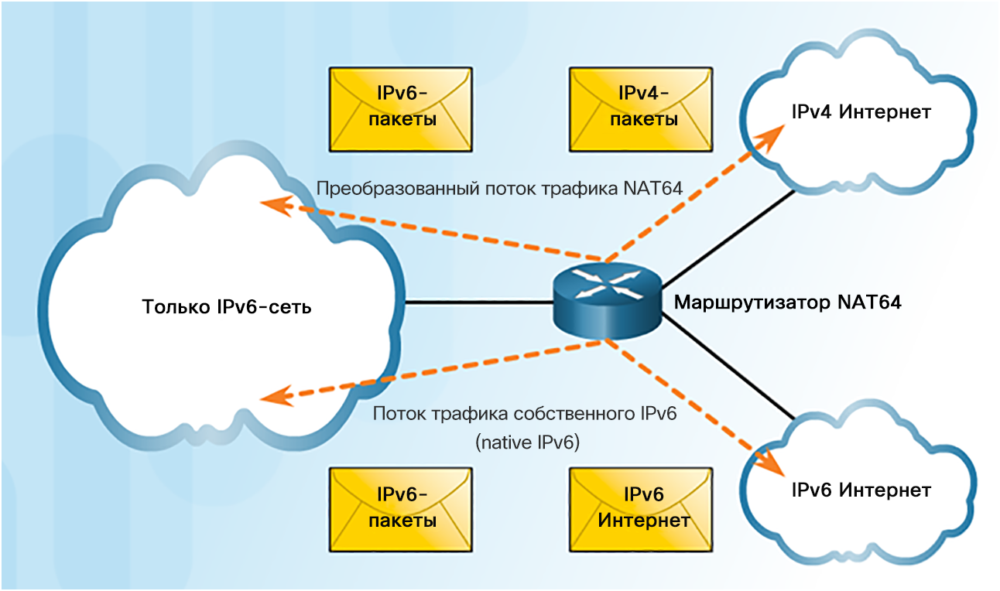 IPv6-
пакеты
IPv4-
пакеты
IPv4 Интернет
Преобразованный поток трафика NAT64
Только IPv6-сеть
Маршрутизатор NAT64
Поток трафика собственного IPv6
(native IPv6)
IPv6-
пакеты
IPv6
Интернет
IPv6 Интернет